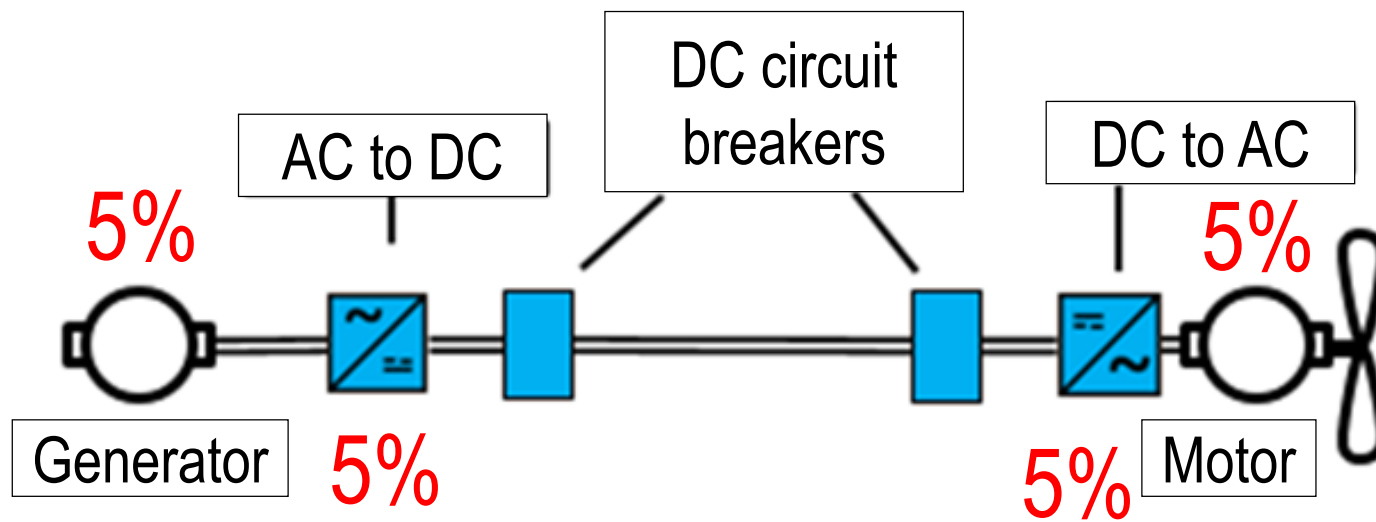 DC circuit
breakers
AC to DC
DC to AC
5%
5%
Generator
5%
5%
Motor